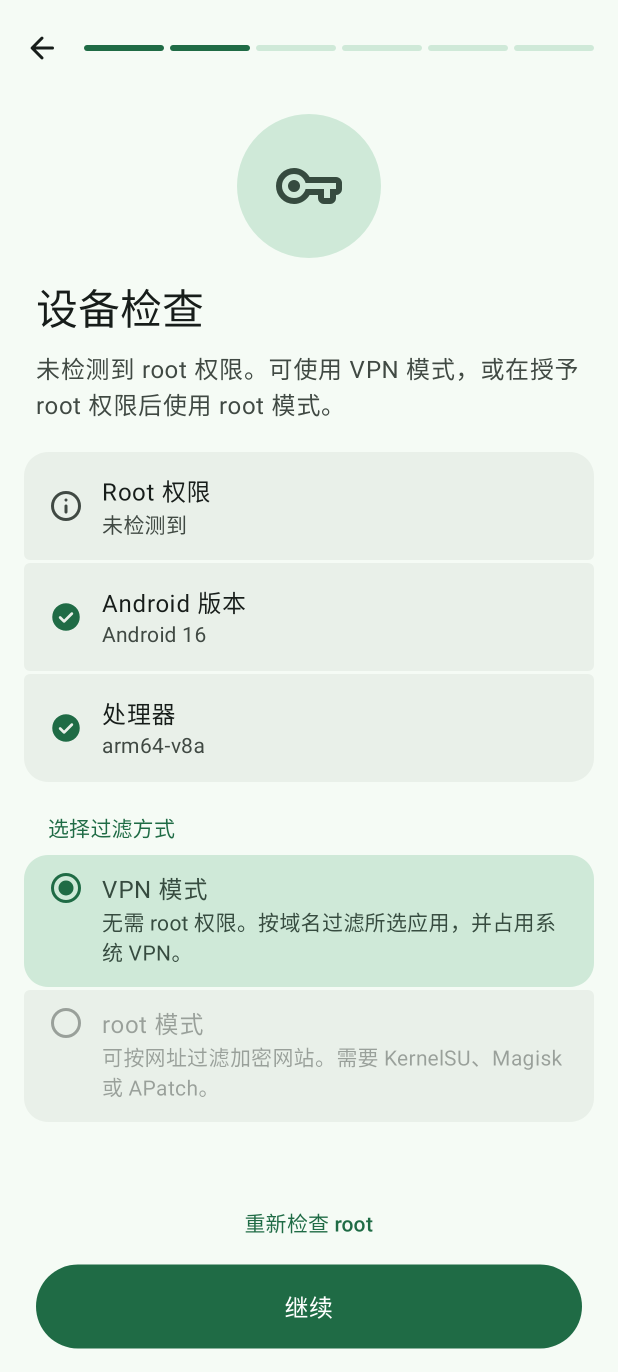 设备检查
未检测到 root 权限。可使用 VPN 模式，或在授予
root 权限后使用 root 模式。
Root 权限
未检测到
Android 版本
Android 16
处理器
arm64-v8a
选择过滤方式
VPN 模式
无需 root 权限。按域名过滤所选应用，并占用系
统 VPN。
root 模式
可按网址过滤加密网站。需要 KernelSU、Magisk
或 APatch。
重新检查 root
继续